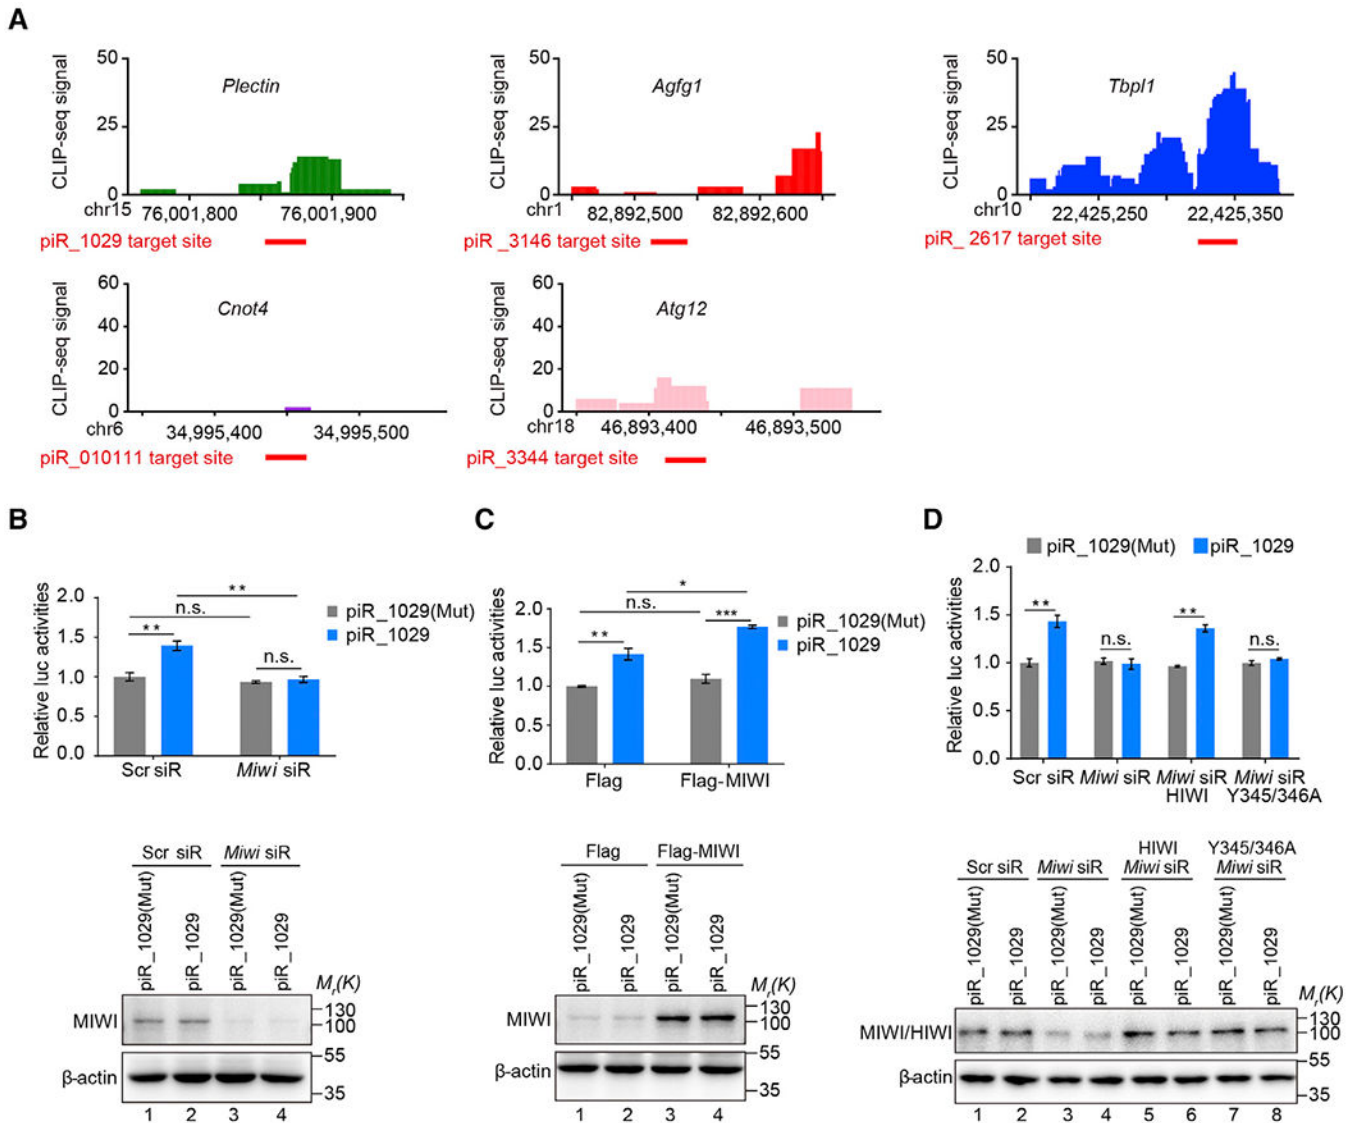 A
CLIP-seq signal
50
25
0
Plectin
chr15
76,001,800
76,001,900
piR_1029 target site
CLIP-seq signal
50
25
0
Agfg1
chr1
82,892,500
82,892,600
piR _3146 target site
CLIP-seq signal
50
25
0
Tbpl1
chr10
22,425,250
22,425,350
piR_ 2617 target site
CLIP-seq signal
60
40
20
0
Cnot4
chr6
34,995,400
34,995,500
piR_010111 target site
CLIP-seq signal
60
40
20
0
Atg12
chr18
46,893,400
46,893,500
piR_3344 target site
B
Relative luc activities
2.0
1.5
1.0
0.5
0.0
**
n.s.
**
n.s.
piR_1029(Mut)
piR_1029
Scr siR
Miwi siR
Scr siR
Miwi siR
piR_1029(Mut)
piR_1029
piR_1029(Mut)
piR_1029
Mr(K)
MIWI
130
100
β-actin
55
35
1 2 3 4
C
Relative luc activities
2.0
1.5
1.0
0.5
0.0
*
n.s.
***
**
piR_1029(Mut)
piR_1029
Flag
Flag-MIWI
Flag
Flag-MIWI
piR_1029(Mut)
piR_1029
piR_1029(Mut)
piR_1029
Mr(K)
MIWI
130
100
β-actin
55
35
1 2 3 4
D
piR_1029(Mut)
piR_1029
Relative luc activities
2.0
1.5
1.0
0.5
0.0
**
n.s.
**
n.s.
Scr siR
Miwi siR
Miwi siR
HIWI
Miwi siR
Y345/346A
Scr siR
Miwi siR
HIWI
Miwi siR
Y345/346A
Miwi siR
piR_1029(Mut)
piR_1029
piR_1029(Mut)
piR_1029
piR_1029(Mut)
piR_1029
piR_1029(Mut)
piR_1029
Mr(K)
MIWI/HIWI
130
100
β-actin
55
35
1 2 3 4 5 6 7 8